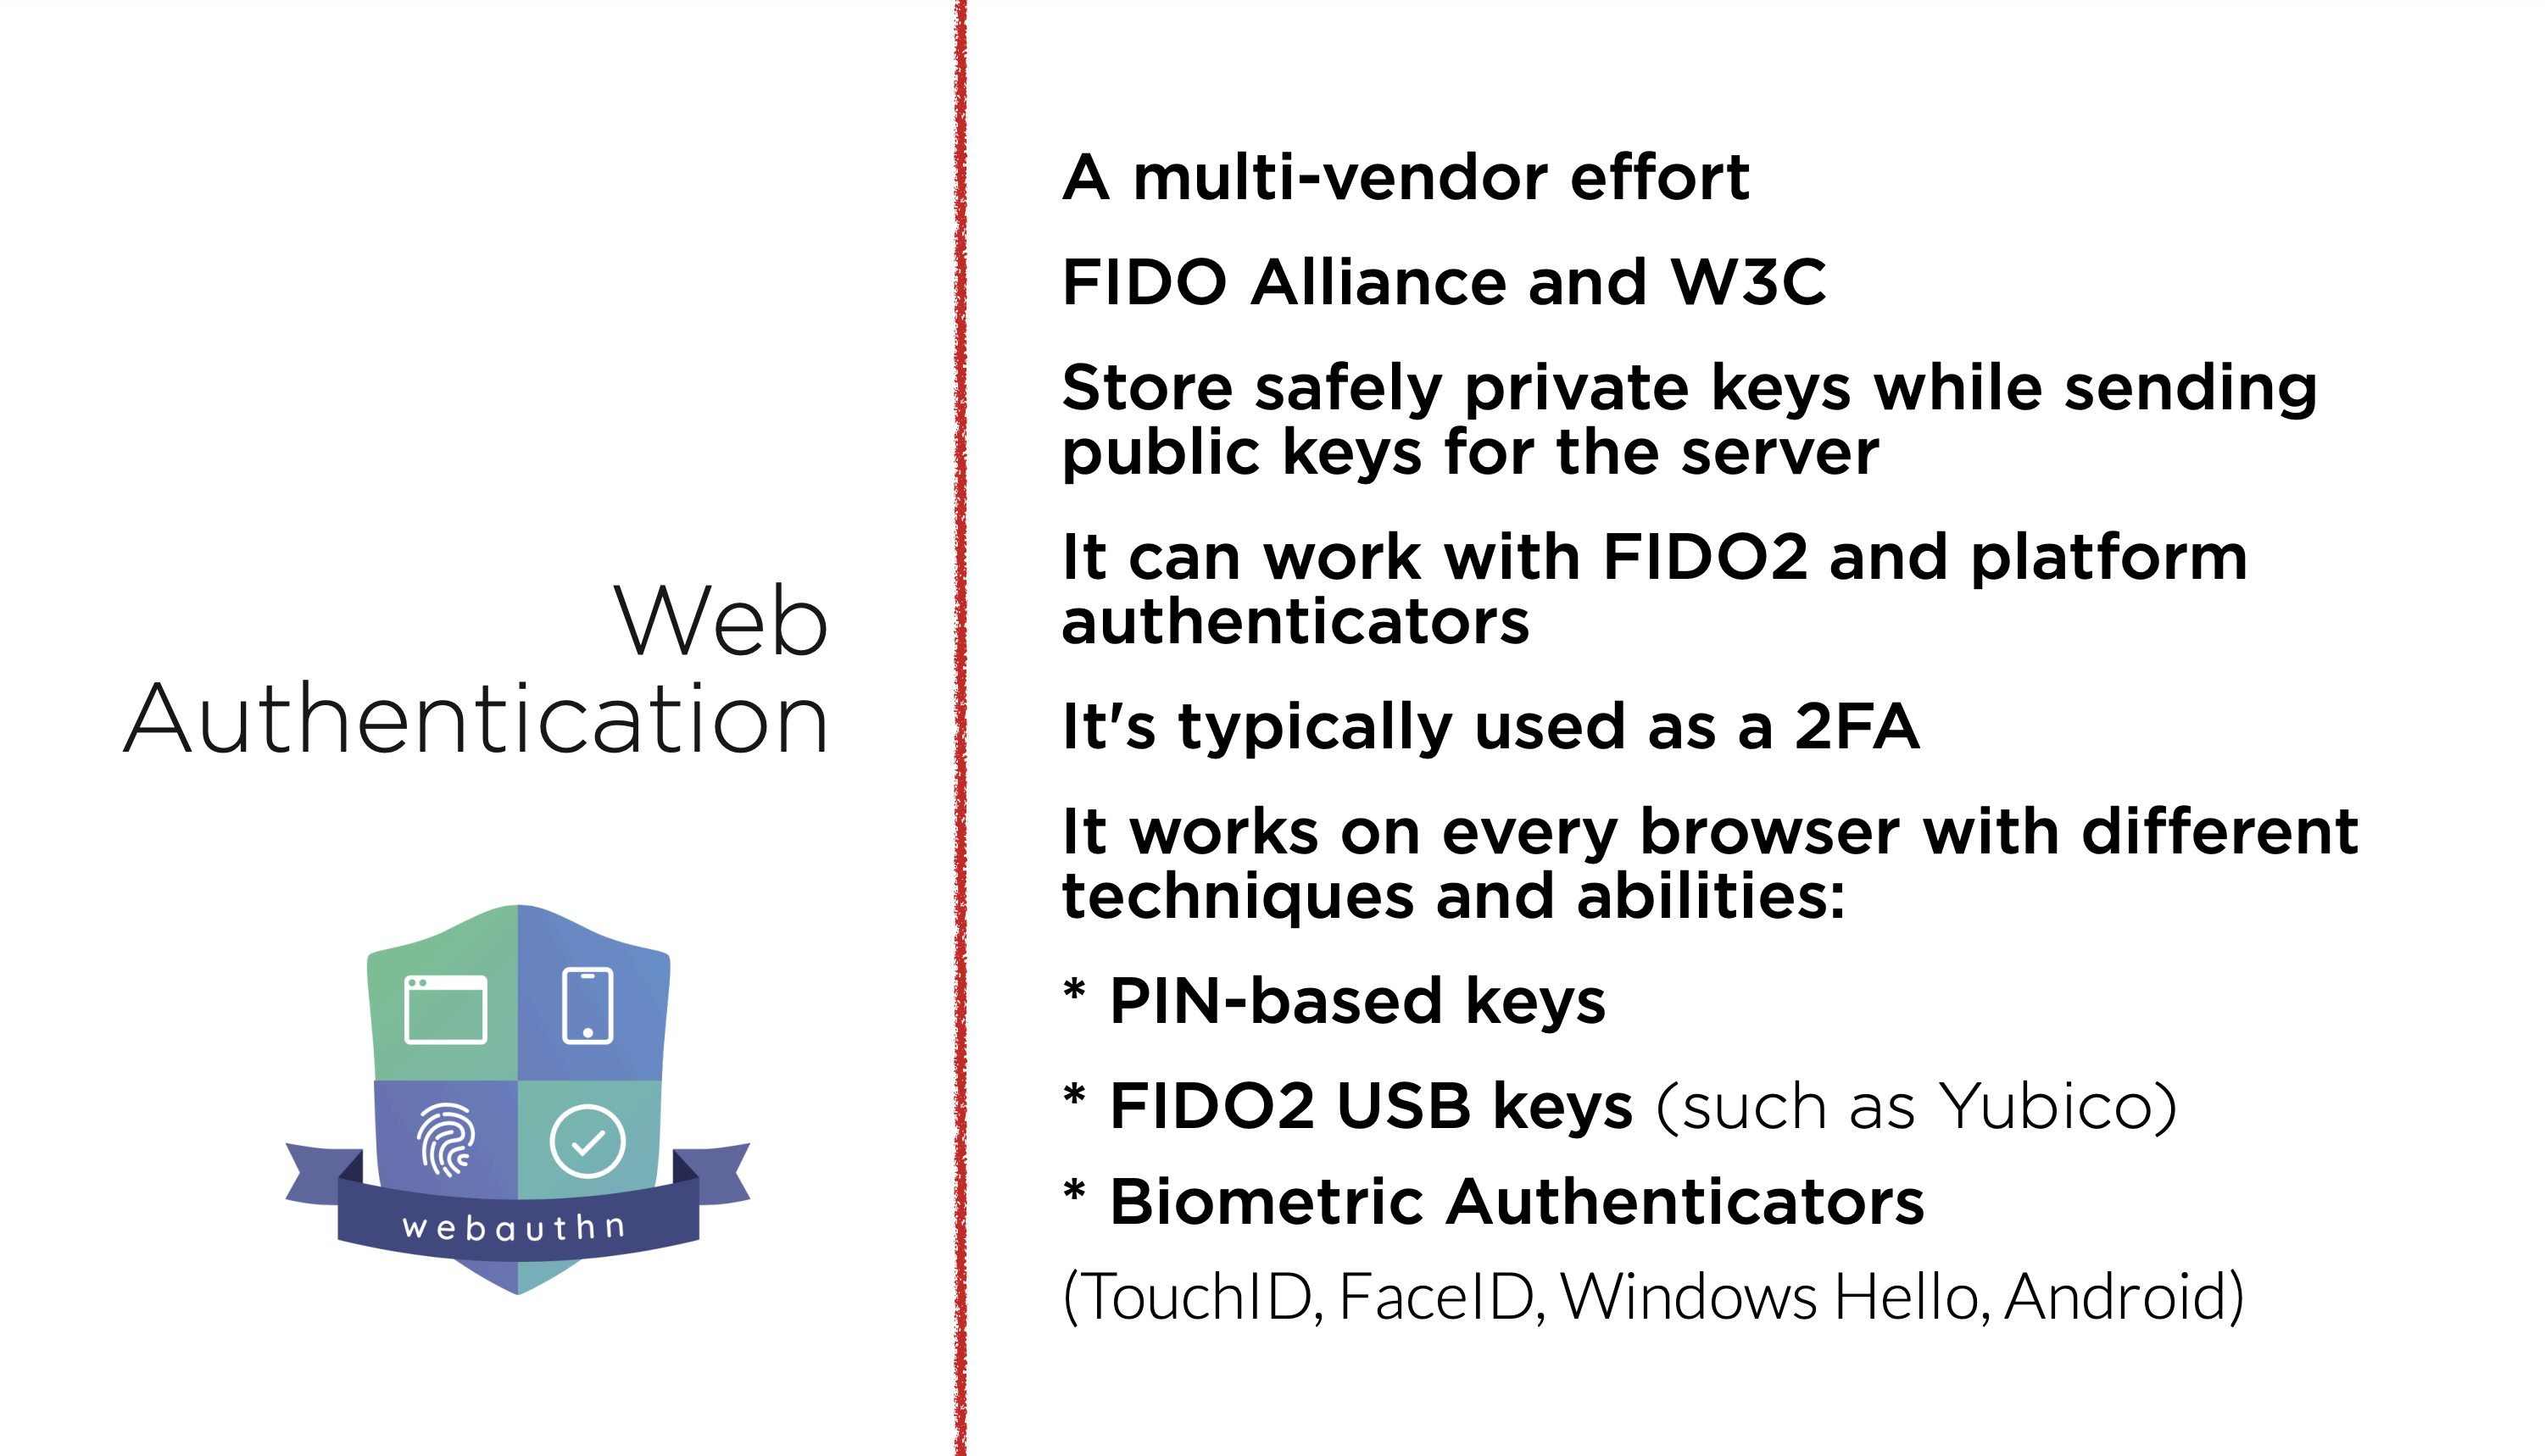 Web
Authentication
webauthn
A multi-vendor effort
FIDO Alliance and W3C
Store safely private keys while sending
public keys for the server
It can work with FIDO2 and platform
authenticators
It's typically used as a 2FA
It works on every browser with different
techniques and abilities:
* PIN-based keys
* FIDO2 USB keys (such as Yubico)
* Biometric Authenticators
(TouchID, FaceID, Windows Hello, Android)